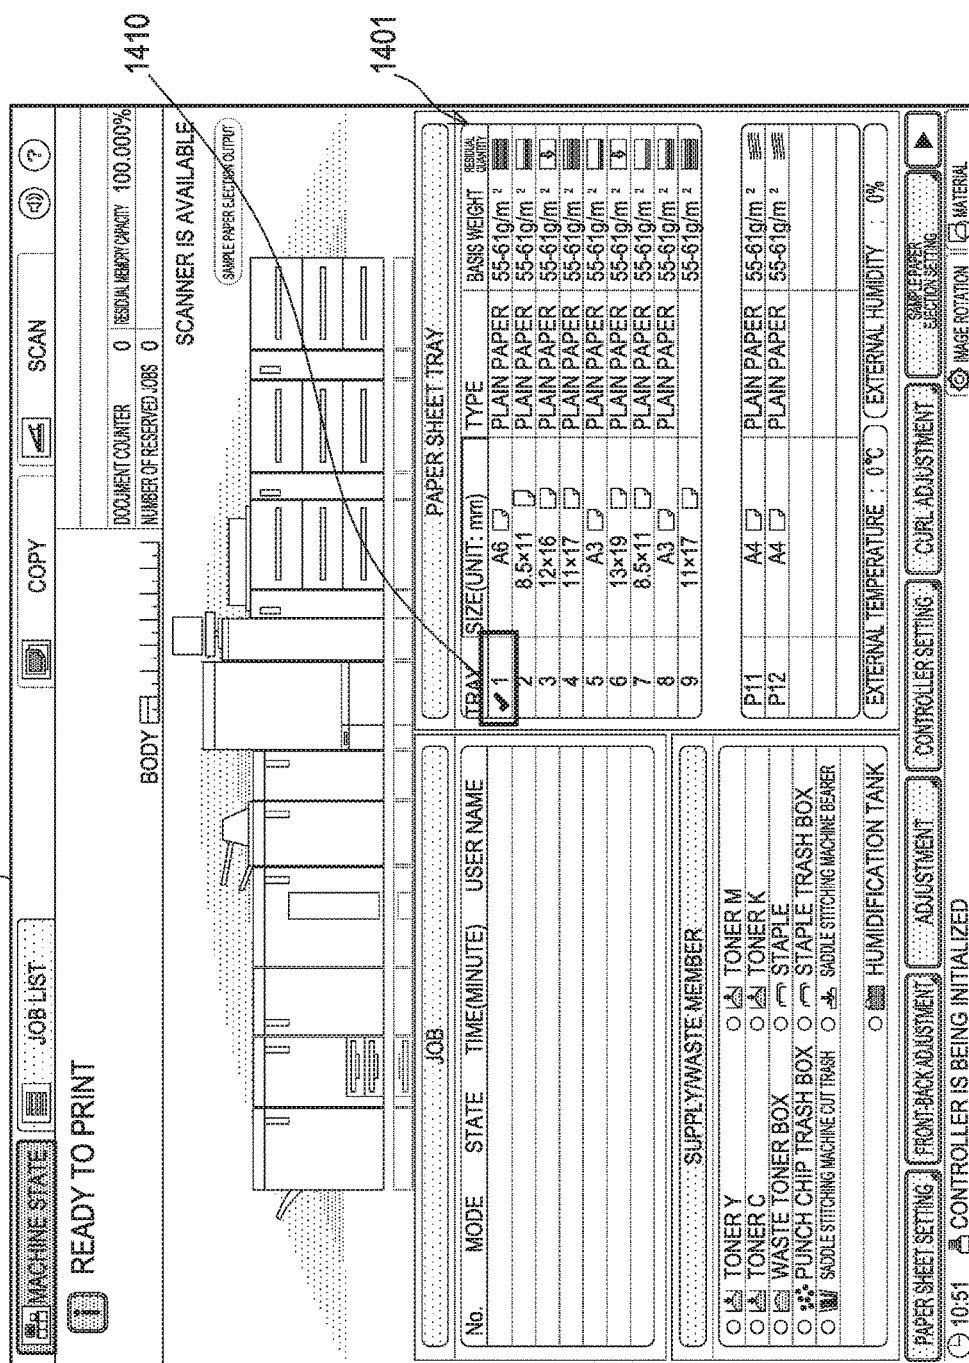 1410
1401
MACHINE STATE
JOB LIST
COPY
SCAN
?
i READY TO PRINT
BODY
DOCUMENT COUNTER 0
RESIDUAL MEMORY CAPACITY 100.000%
NUMBER OF RESERVED JOBS 0
SCANNER IS AVAILABLE
SAMPLE PAPER EJECTION OUTPUT
JOB
No. MODE STATE TIME(MINUTE) USER NAME
SUPPLY/WASTE MEMBER
TONER Y TONER M
TONER C TONER K
WASTE TONER BOX STAPLE
PUNCH CHIP TRASH BOX STAPLE TRASH BOX
SADDLE STITCHING MACHINE CUT TRASH SADDLE STITCHING MACHINE BEARER
HUMIDIFICATION TANK
PAPER SHEET TRAY
TRAY SIZE(UNIT: mm) TYPE BASIS WEIGHT RESIDUAL QUANTITY
✔ 1 A6 PLAIN PAPER 55-61g/m²
2 8.5×11 PLAIN PAPER 55-61g/m²
3 12×16 PLAIN PAPER 55-61g/m²
4 11×17 PLAIN PAPER 55-61g/m²
5 A3 PLAIN PAPER 55-61g/m²
6 13×19 PLAIN PAPER 55-61g/m²
7 8.5×11 PLAIN PAPER 55-61g/m²
8 A3 PLAIN PAPER 55-61g/m²
9 11×17 PLAIN PAPER 55-61g/m²
P11 A4 PLAIN PAPER 55-61g/m²
P12 A4 PLAIN PAPER 55-61g/m²
EXTERNAL TEMPERATURE : 0°C EXTERNAL HUMIDITY : 0%
PAPER SHEET SETTING
FRONT-BACK ADJUSTMENT
ADJUSTMENT
CONTROLLER SETTING
CURL ADJUSTMENT
SAMPLE PAPER EJECTION SETTING
10:51 CONTROLLER IS BEING INITIALIZED
IMAGE ROTATION MATERIAL